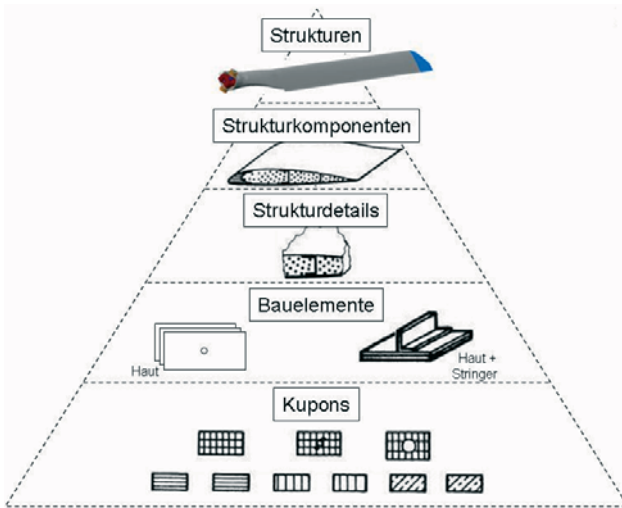 Strukturen
Strukturkomponenten
Strukturdetails
Bauelemente
Haut
Haut +
Stringer
Kupons